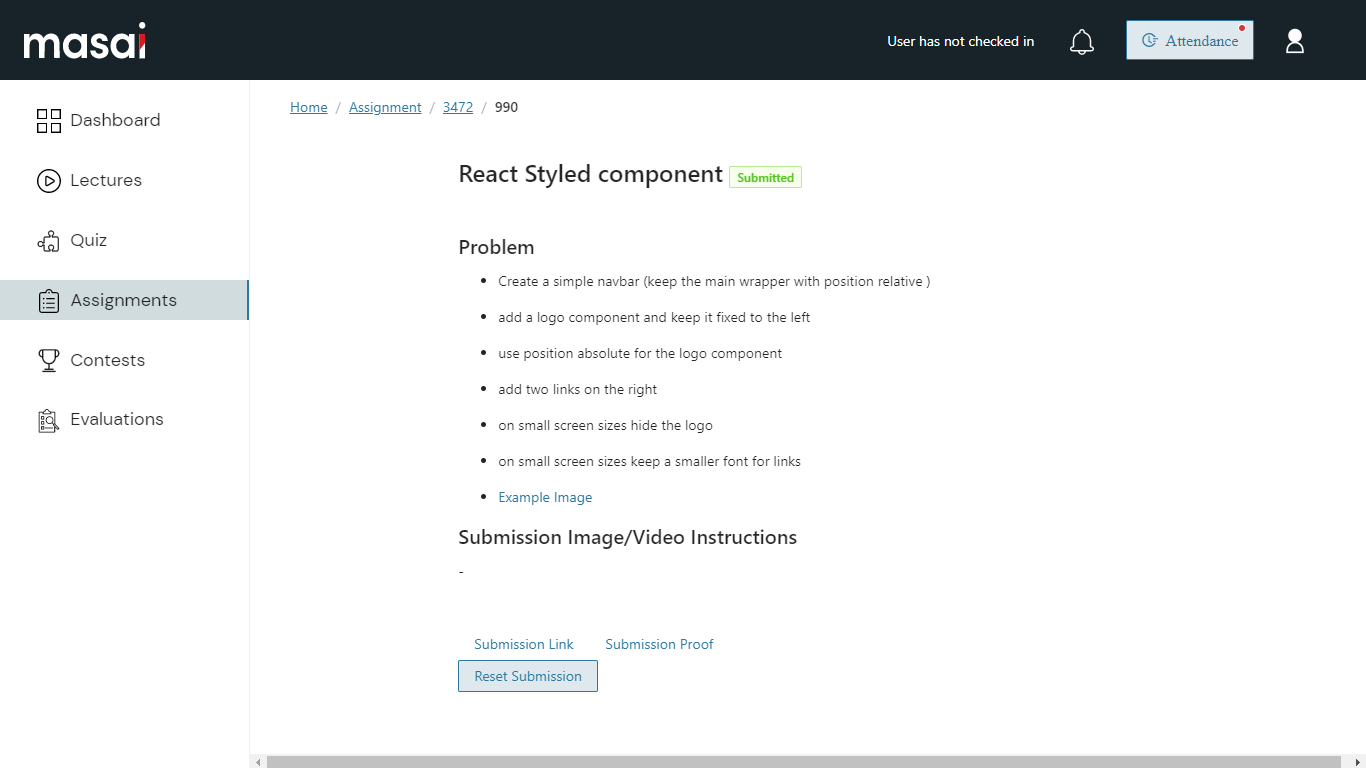 masai
User has not checked in
Attendance
Dashboard
Lectures
Quiz
Assignments
Contests
Evaluations
Home / Assignment / 3472 / 990
React Styled component Submitted
Problem
• Create a simple navbar (keep the main wrapper with position relative )
• add a logo component and keep it fixed to the left
• use position absolute for the logo component
• add two links on the right
• on small screen sizes hide the logo
• on small screen sizes keep a smaller font for links
• Example Image
Submission Image/Video Instructions
-
Submission Link Submission Proof
Reset Submission